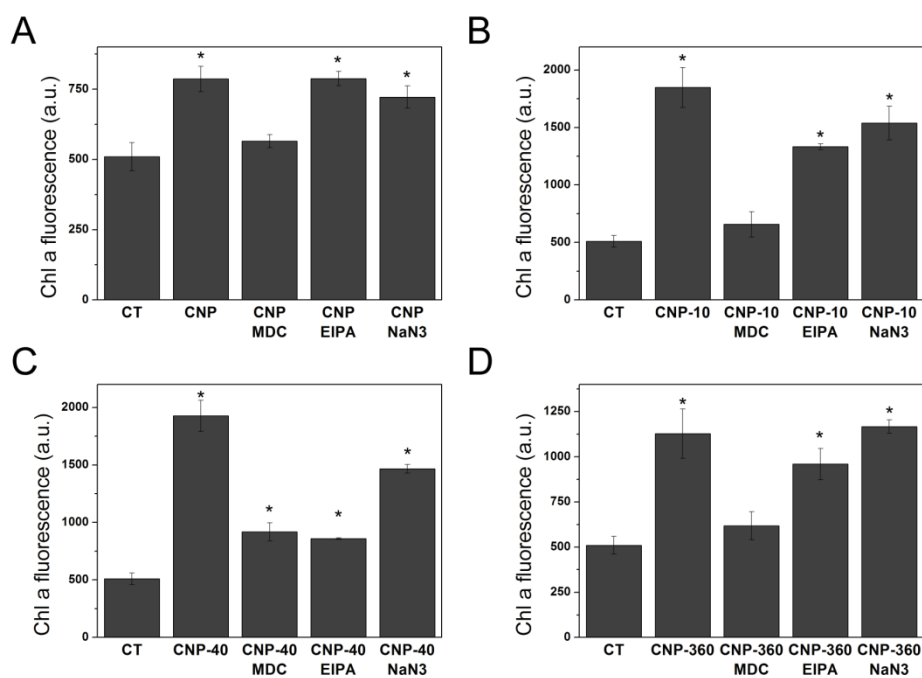 A
Chl a fluorescence (a.u.)
750
500
250
0
*
*
*
CT
CNP
CNP
MDC
CNP
EIPA
CNP
NaN3
B
Chl a fluorescence (a.u.)
2000
1500
1000
500
0
*
*
*
CT
CNP-10
CNP-10
MDC
CNP-10
EIPA
CNP-10
NaN3
C
Chl a fluorescence (a.u.)
2000
1500
1000
500
0
*
*
*
*
CT
CNP-40
CNP-40
MDC
CNP-40
EIPA
CNP-40
NaN3
D
Chl a fluorescence (a.u.)
1250
1000
750
500
250
0
*
*
*
CT
CNP-360
CNP-360
MDC
CNP-360
EIPA
CNP-360
NaN3